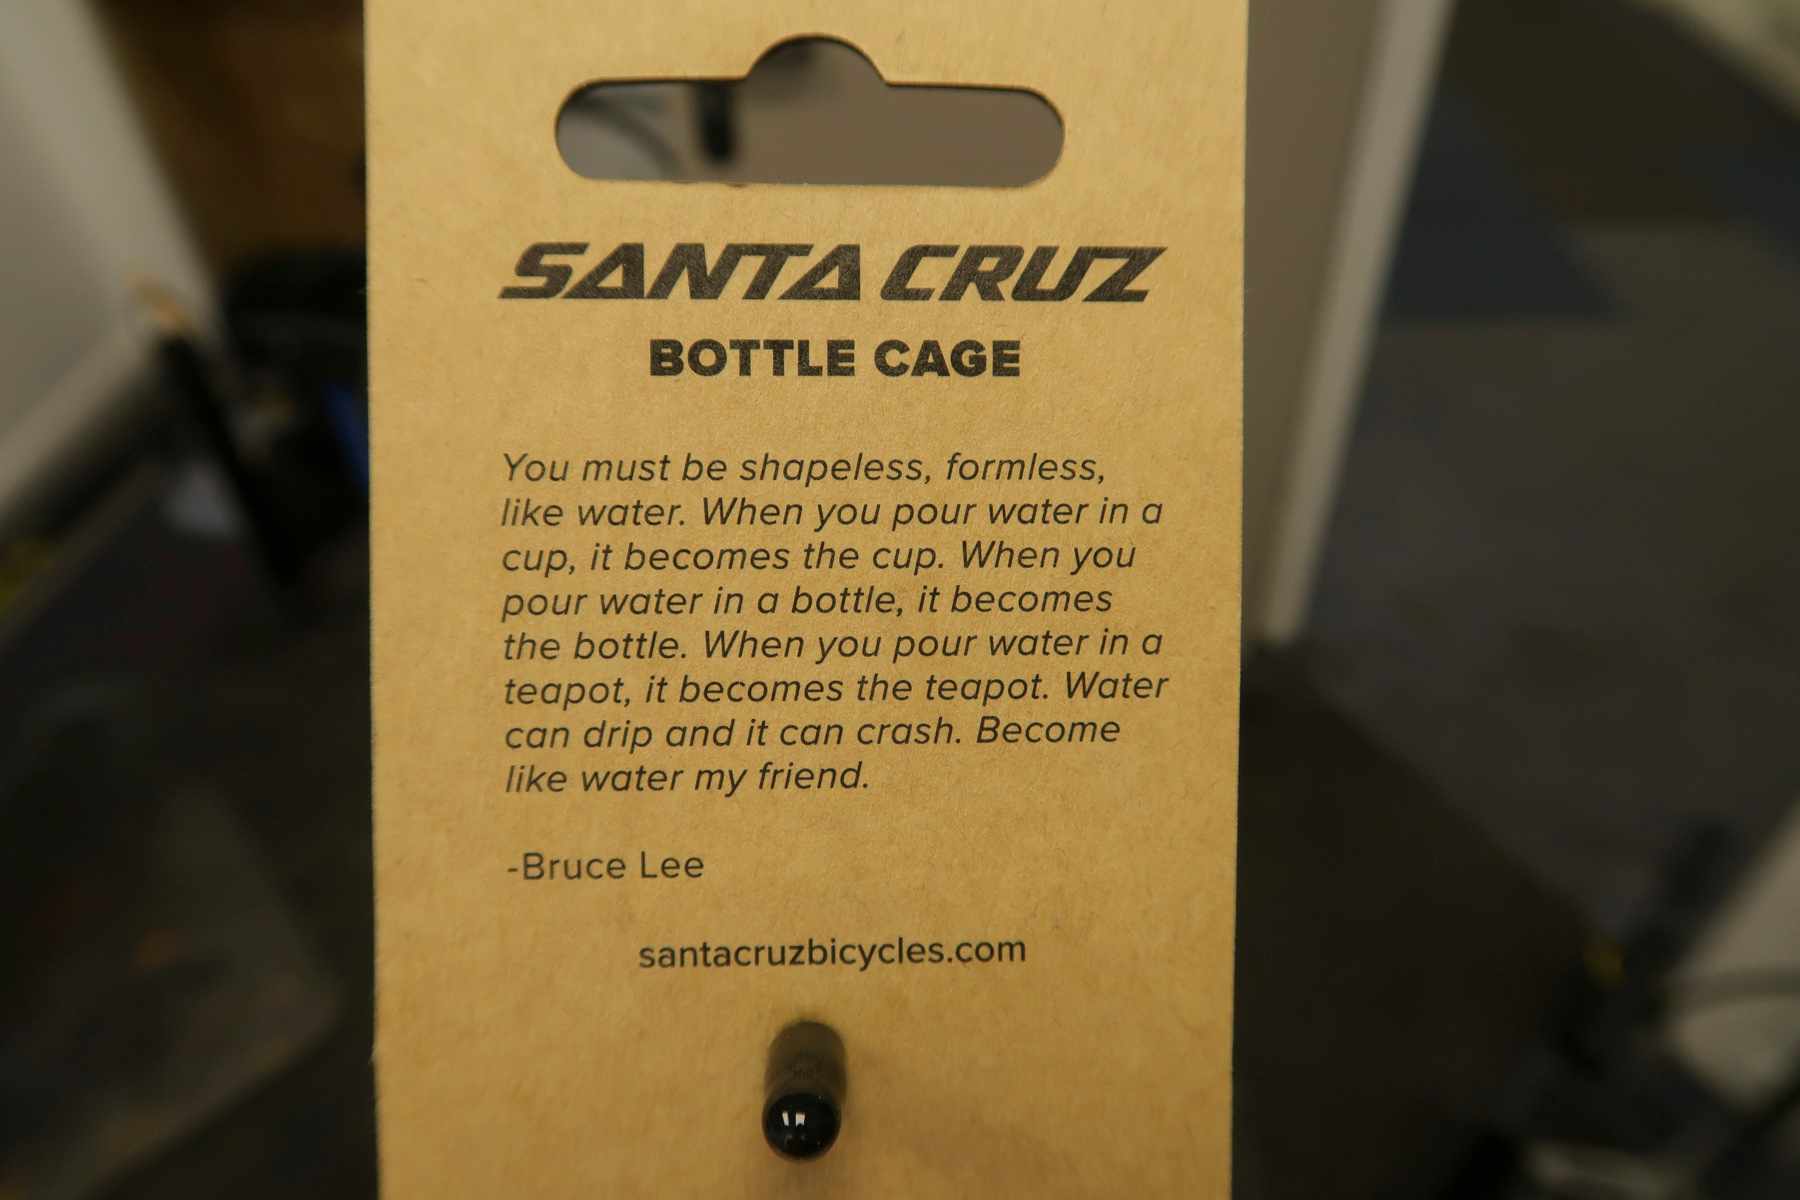 SANTA CRUZ
BOTTLE CAGE
You must be shapeless, formless,
like water. When you pour water in a
cup, it becomes the cup. When you
pour water in a bottle, it becomes
the bottle. When you pour water in a
teapot, it becomes the teapot. Water
can drip and it can crash. Become
like water my friend.
-Bruce Lee
santacruzbicycles.com